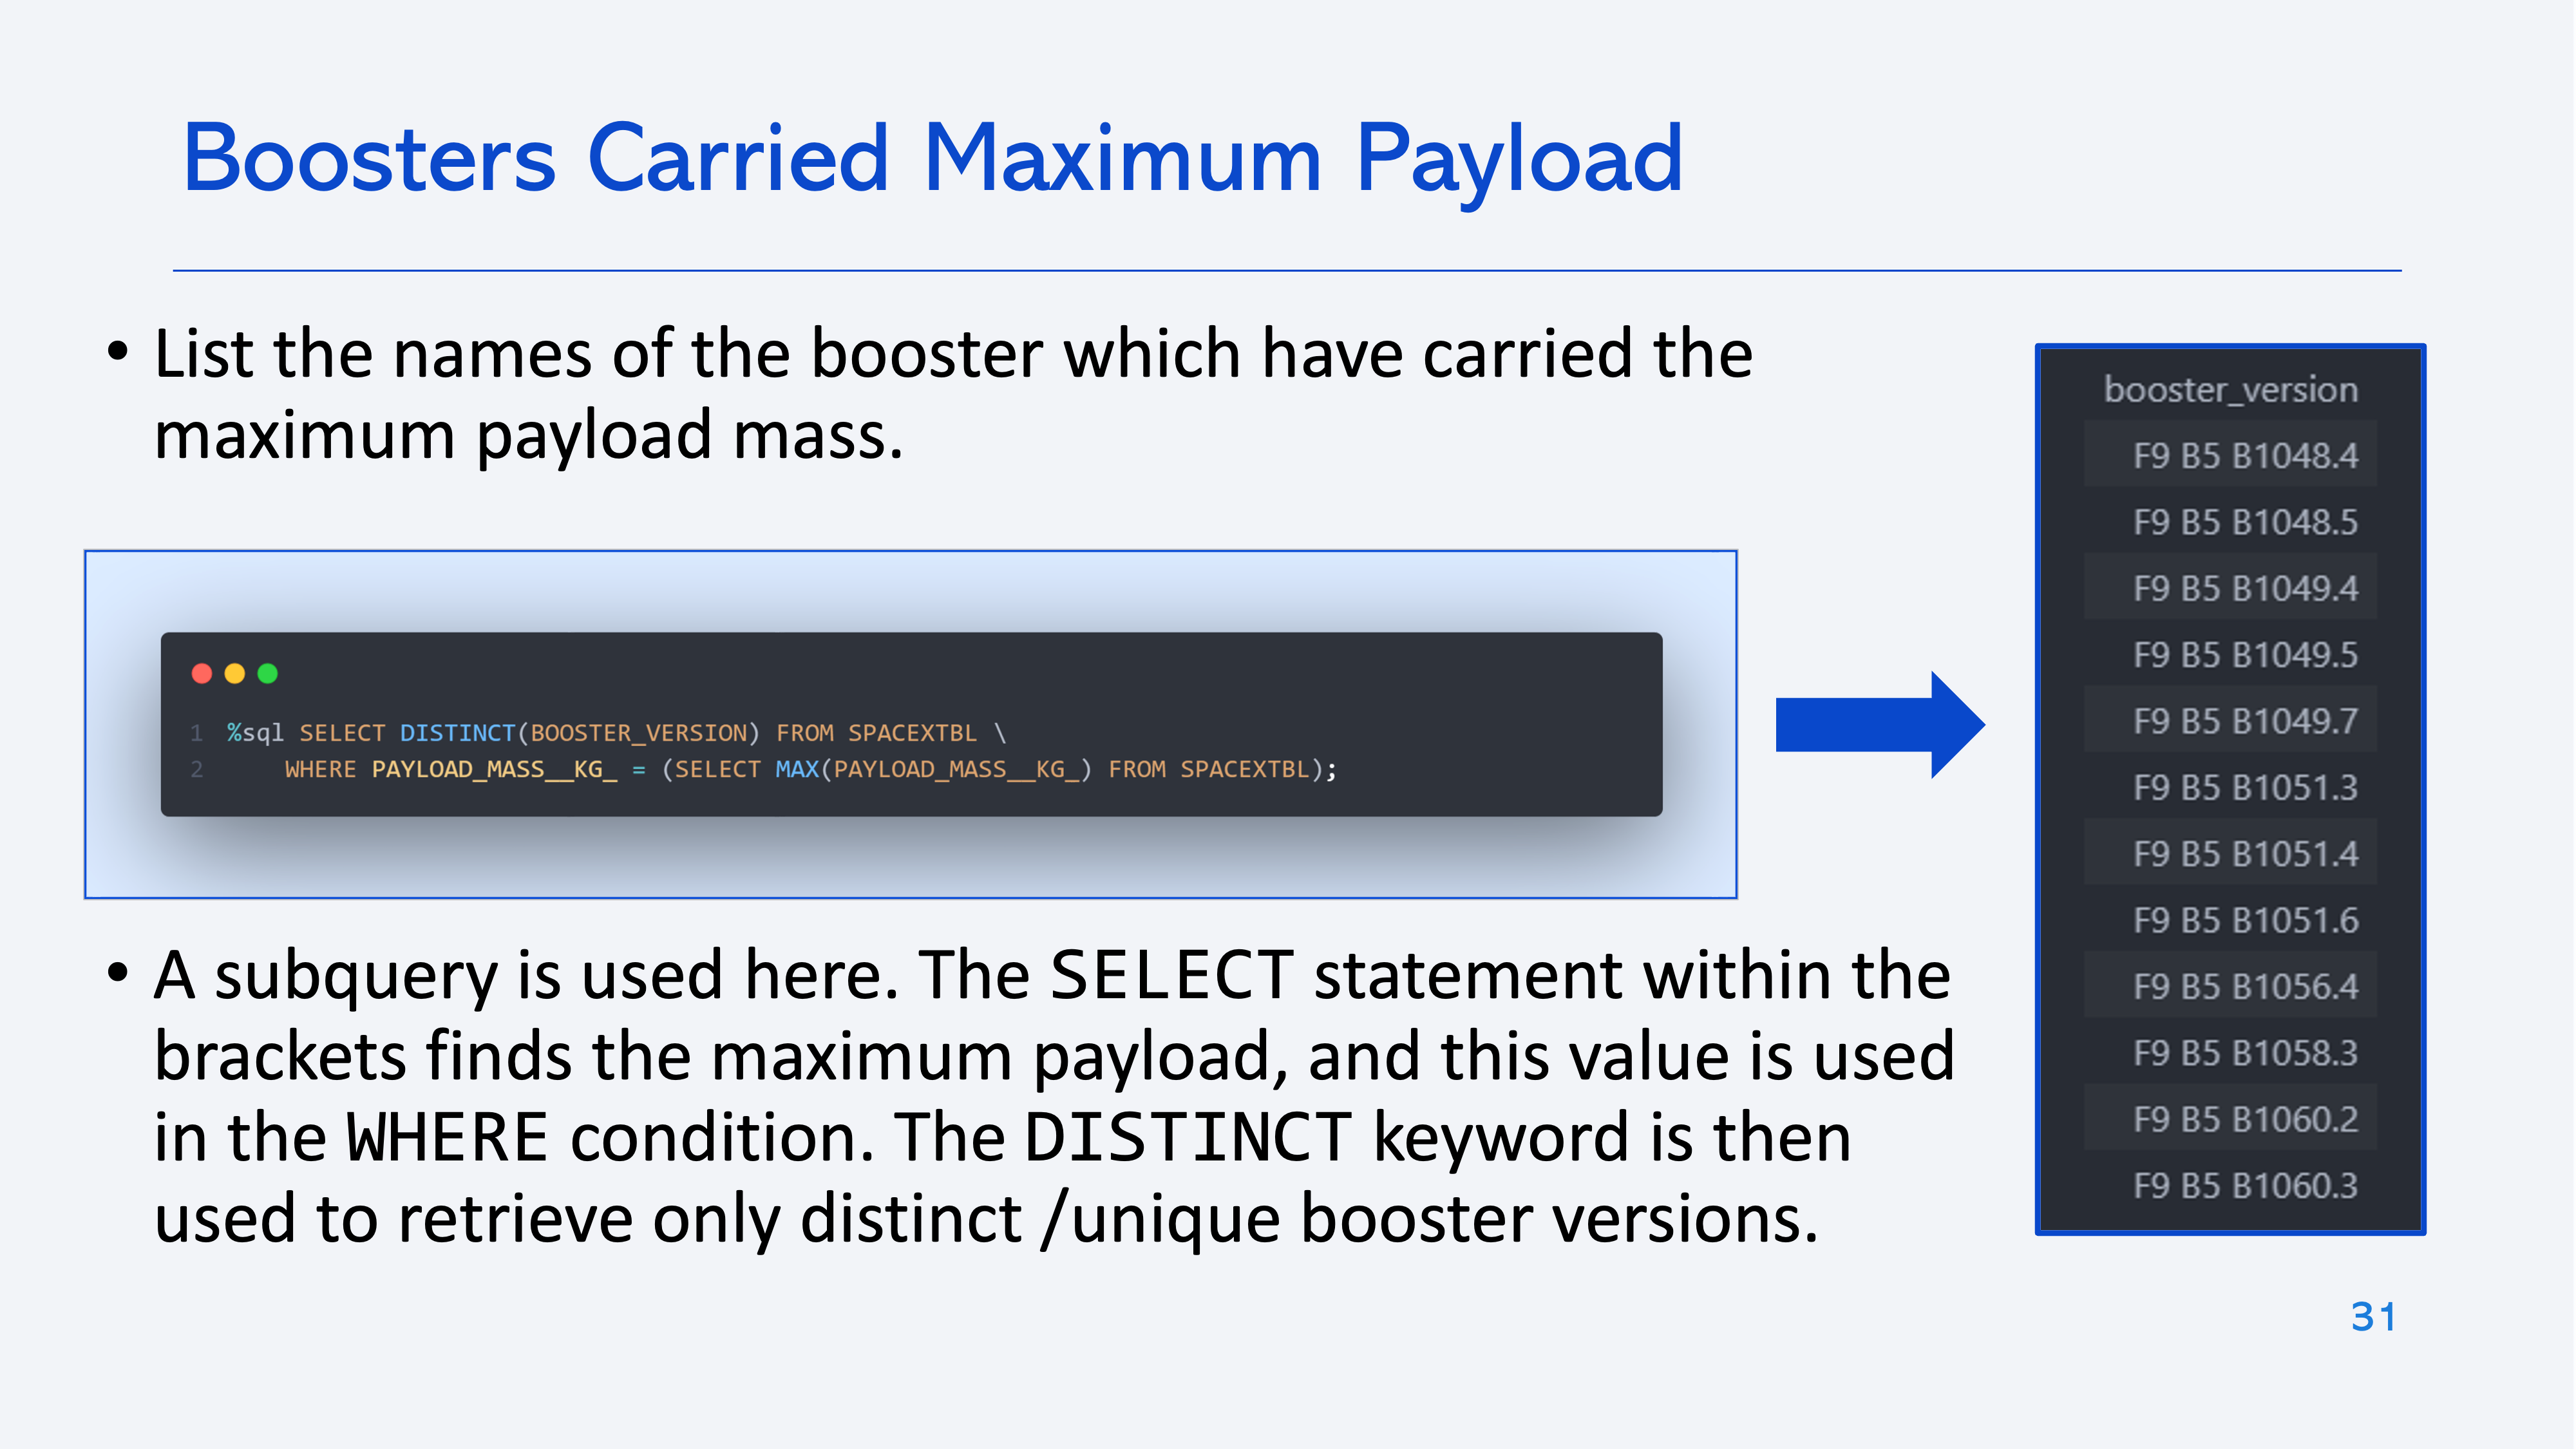 Boosters Carried Maximum Payload
• List the names of the booster which have carried the
maximum payload mass.
1 %sql SELECT DISTINCT(BOOSTER_VERSION) FROM SPACEXTBL \
2 WHERE PAYLOAD_MASS__KG_ = (SELECT MAX(PAYLOAD_MASS__KG_) FROM SPACEXTBL);
• A subquery is used here. The SELECT statement within the
brackets finds the maximum payload, and this value is used
in the WHERE condition. The DISTINCT keyword is then
used to retrieve only distinct /unique booster versions.
booster_version
F9 B5 B1048.4
F9 B5 B1048.5
F9 B5 B1049.4
F9 B5 B1049.5
F9 B5 B1049.7
F9 B5 B1051.3
F9 B5 B1051.4
F9 B5 B1051.6
F9 B5 B1056.4
F9 B5 B1058.3
F9 B5 B1060.2
F9 B5 B1060.3
31